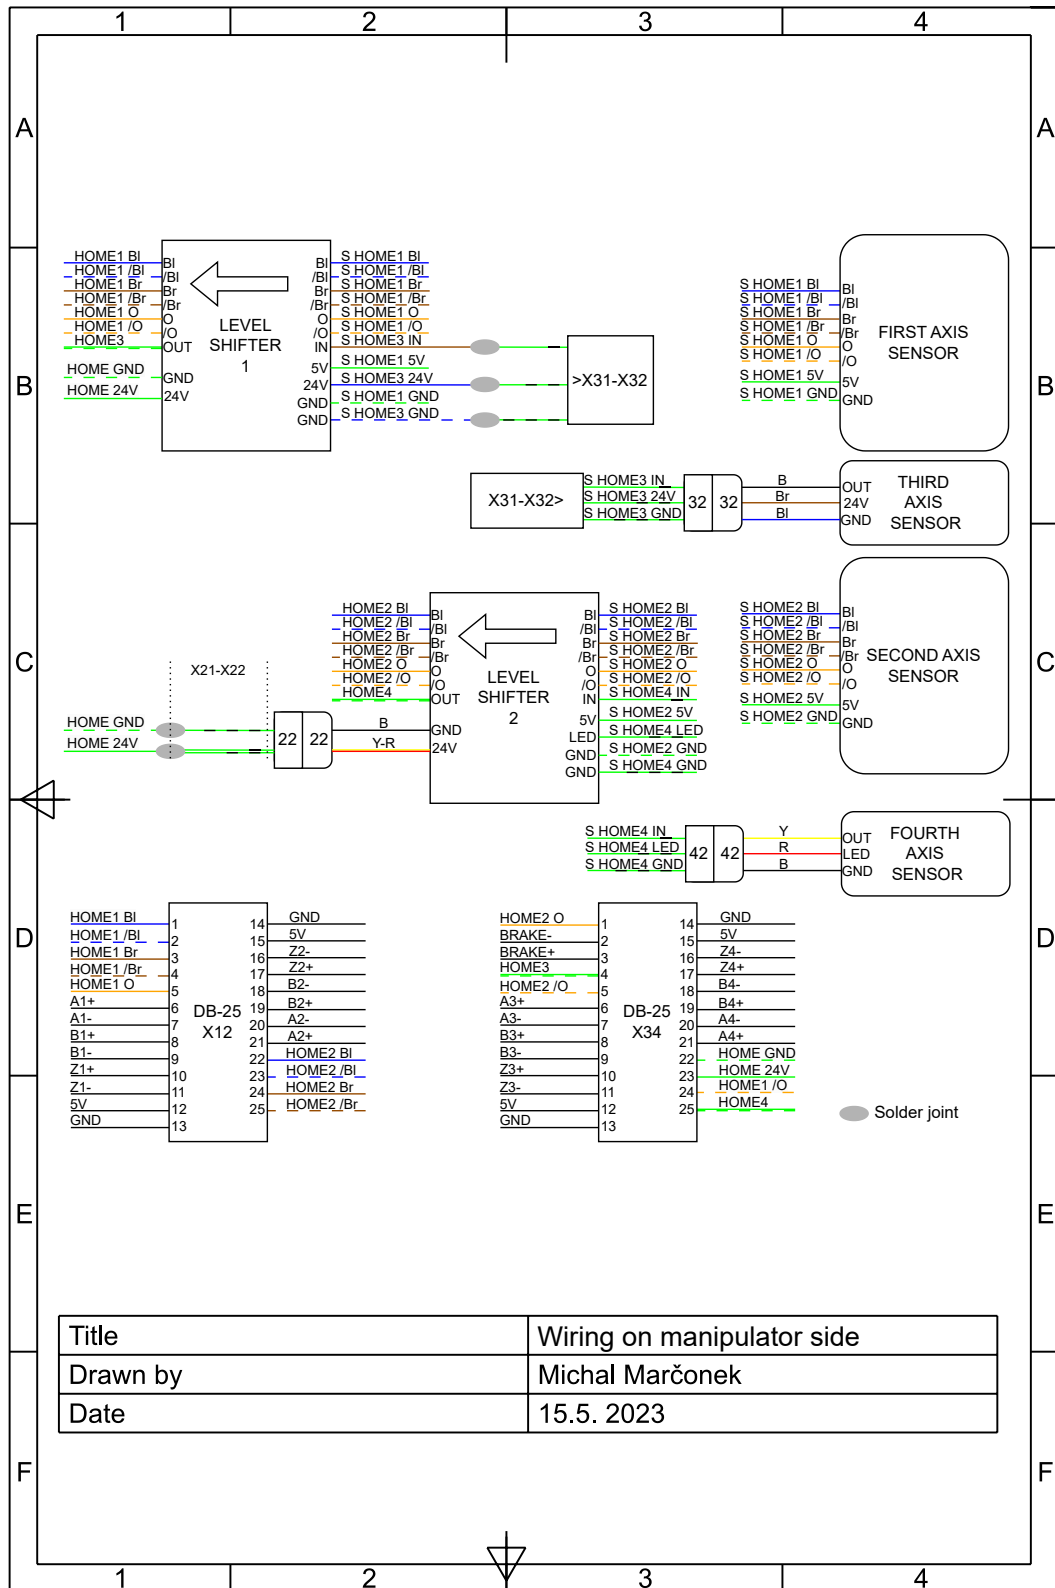 1 2 3 4
A A
HOME1 Bl
HOME1 /Bl
HOME1 Br
HOME1 /Br
HOME1 O
HOME1 /O
HOME3
HOME GND
HOME 24V
Bl
/Bl
Br
/Br
O
/O
OUT
GND
24V
LEVEL
SHIFTER
1
Bl
/Bl
Br
/Br
O
/O
IN
5V
24V
GND
GND
S HOME1 Bl
S HOME1 /Bl
S HOME1 Br
S HOME1 /Br
S HOME1 O
S HOME1 /O
S HOME3 IN
S HOME1 5V
S HOME3 24V
S HOME1 GND
S HOME3 GND
>X31-X32
S HOME1 Bl
S HOME1 /Bl
S HOME1 Br
S HOME1 /Br
S HOME1 O
S HOME1 /O
S HOME1 5V
S HOME1 GND
Bl
/Bl
Br
/Br
O
/O
5V
GND
FIRST AXIS
SENSOR
B B
X31-X32>
S HOME3 IN
S HOME3 24V
S HOME3 GND
32 32
B
Br
Bl
OUT
24V
GND
THIRD
AXIS
SENSOR
HOME2 Bl
HOME2 /Bl
HOME2 Br
HOME2 /Br
HOME2 O
HOME2 /O
HOME4
Bl
/Bl
Br
/Br
O
/O
OUT
GND
24V
LEVEL
SHIFTER
2
Bl
/Bl
Br
/Br
O
/O
IN
5V
LED
GND
GND
S HOME2 Bl
S HOME2 /Bl
S HOME2 Br
S HOME2 /Br
S HOME2 O
S HOME2 /O
S HOME4 IN
S HOME2 5V
S HOME4 LED
S HOME2 GND
S HOME4 GND
S HOME2 Bl
S HOME2 /Bl
S HOME2 Br
S HOME2 /Br
S HOME2 O
S HOME2 /O
S HOME2 5V
S HOME2 GND
Bl
/Bl
Br
/Br
O
/O
5V
GND
SECOND AXIS
SENSOR
C C
X21-X22
HOME GND
HOME 24V
22 22
B
Y-R
S HOME4 IN
S HOME4 LED
S HOME4 GND
42 42
Y
R
B
OUT
LED
GND
FOURTH
AXIS
SENSOR
D D
HOME1 Bl
HOME1 /Bl
HOME1 Br
HOME1 /Br
HOME1 O
A1+
A1-
B1+
B1-
Z1+
Z1-
5V
GND
1
2
3
4
5
6
7
8
9
10
11
12
13
DB-25
X12
14
15
16
17
18
19
20
21
22
23
24
25
GND
5V
Z2-
Z2+
B2-
B2+
A2-
A2+
HOME2 Bl
HOME2 /Bl
HOME2 Br
HOME2 /Br
HOME2 O
BRAKE-
BRAKE+
HOME3
HOME2 /O
A3+
A3-
B3+
B3-
Z3+
Z3-
5V
GND
1
2
3
4
5
6
7
8
9
10
11
12
13
DB-25
X34
14
15
16
17
18
19
20
21
22
23
24
25
GND
5V
Z4-
Z4+
B4-
B4+
A4-
A4+
HOME GND
HOME 24V
HOME1 /O
HOME4
Solder joint
E E
Title Wiring on manipulator side
Drawn by Michal Marčonek
Date 15.5. 2023
F F
1 2 3 4